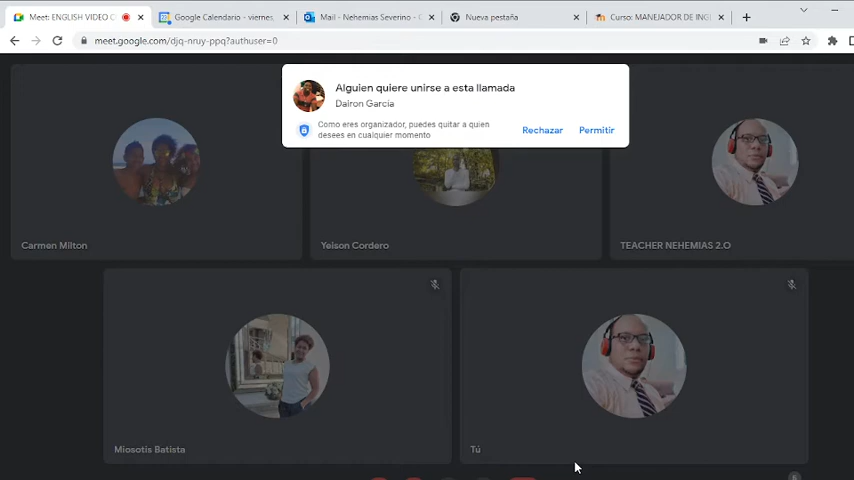 Meet: ENGLISH VIDEO C
Google Calendario - viernes,
Mail - Nehemias Severino - O
Nueva pestaña
Curso: MANEJADOR DE INGL
meet.google.com/djq-nruy-ppq?authuser=0
Alguien quiere unirse a esta llamada
Dairon García
Como eres organizador, puedes quitar a quien
desees en cualquier momento
Rechazar
Permitir
Carmen Milton
Yeison Cordero
TEACHER NEHEMIAS 2.O
Miosotis Batista
Tú